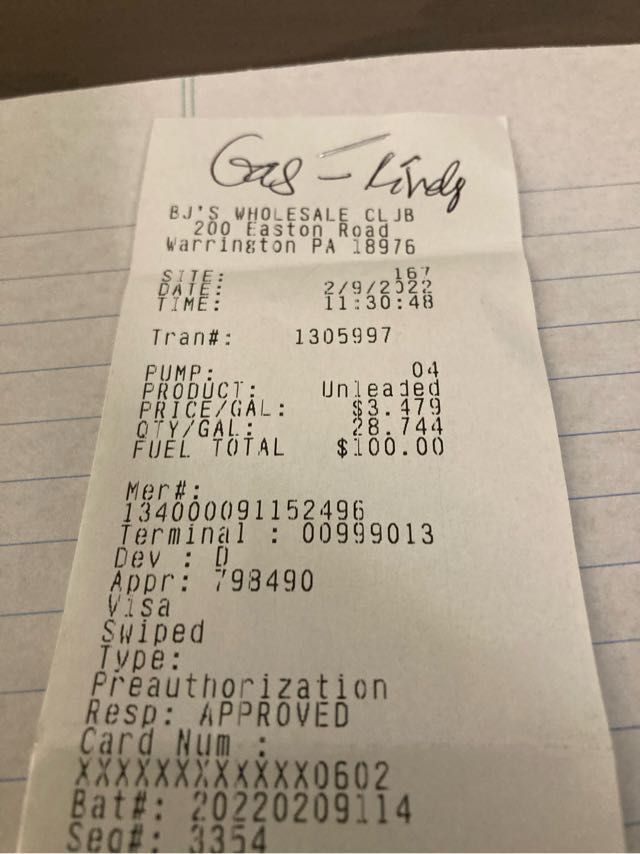 Gas - Lindy
BJ'S WHOLESALE CLUB
200 Easton Road
Warrington PA 18976
SITE: 167
DATE: 2/9/2022
TIME: 11:30:48
Tran#: 1305997
PUMP: 04
PRODUCT: Unleaded
PRICE/GAL: $3.479
QTY/GAL: 28.744
FUEL TOTAL $100.00
Mer#:
134000091152496
Terminal : 00999013
Dev : D
Appr: 798490
Visa
Swiped
Type:
Preauthorization
Resp: APPROVED
Card Num :
XXXXXXXXXXXX0602
Bat#: 20220209114
Seq#: 3354